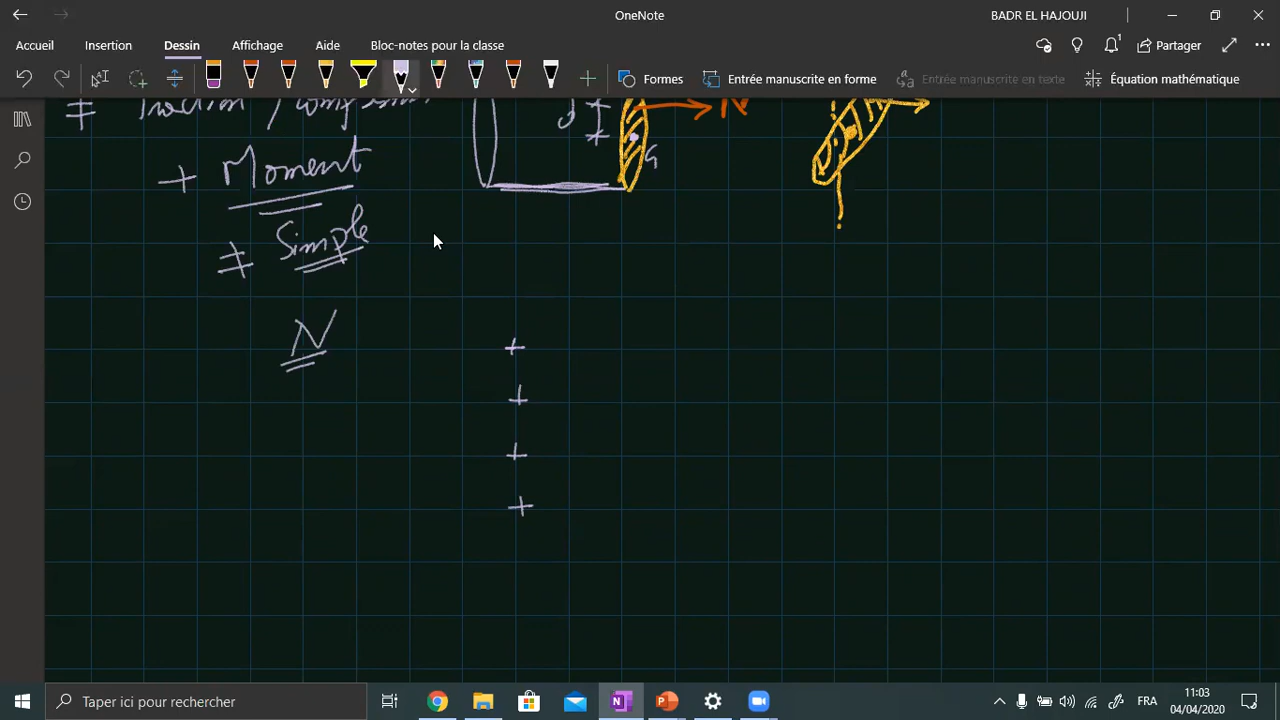 OneNote
BADR EL HAJOUJI
Accueil Insertion Dessin Affichage Aide Bloc-notes pour la classe
Partager
Formes
Entrée manuscrite en forme
Entrée manuscrite en texte
Équation mathématique
≠ Traction /
N
+ Moment
G
≠ Simple
N
+
+
+
+
Taper ici pour rechercher
FRA
11:03
04/04/2020